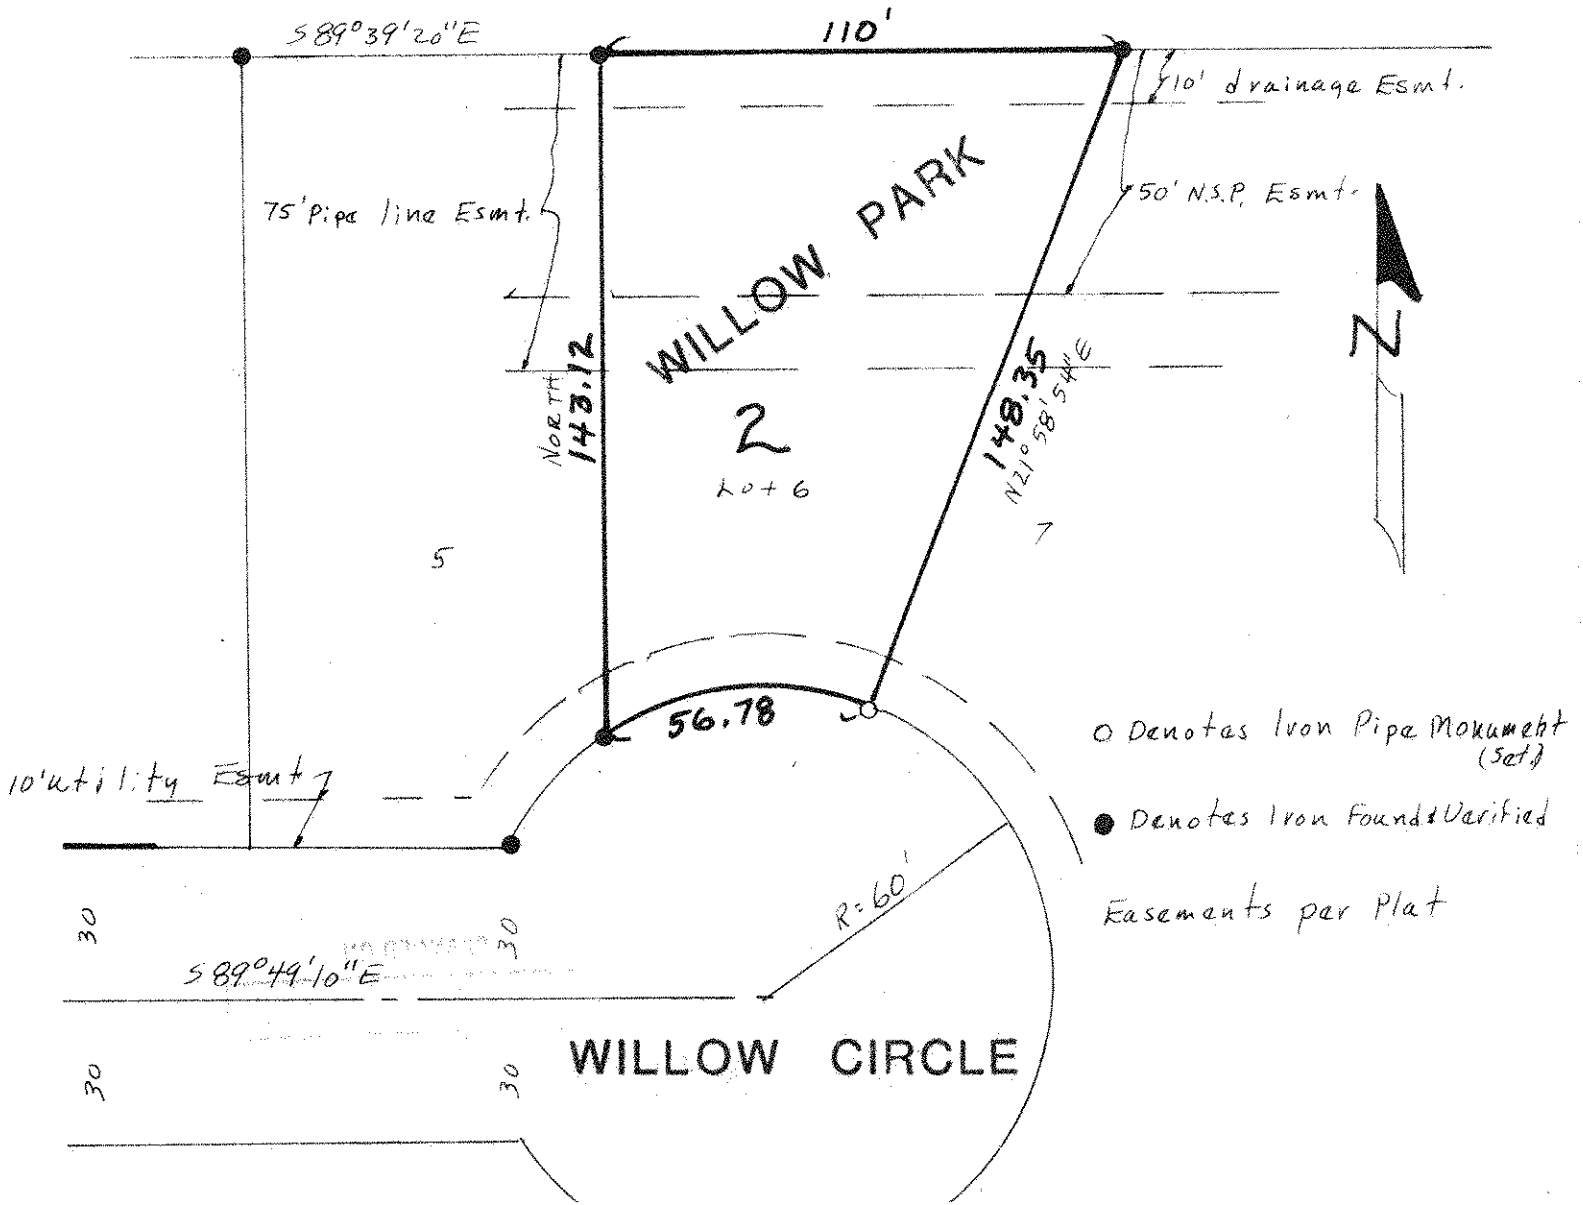 S 89°39'20"E
110'
10' drainage Esmt.
75' Pipe line Esmt.
50' N.S.P. Esmt.
WILLOW PARK
NORTH
143.12
2
Lot 6
148.35
N21°58'54"E
N
5
7
56.78
10' utility Esmt
O Denotes Iron Pipe Monument
(Set)
● Denotes Iron Found & Verified
R=60'
Easements per Plat
30
30
S 89°49'10"E
WILLOW CIRCLE
30
30